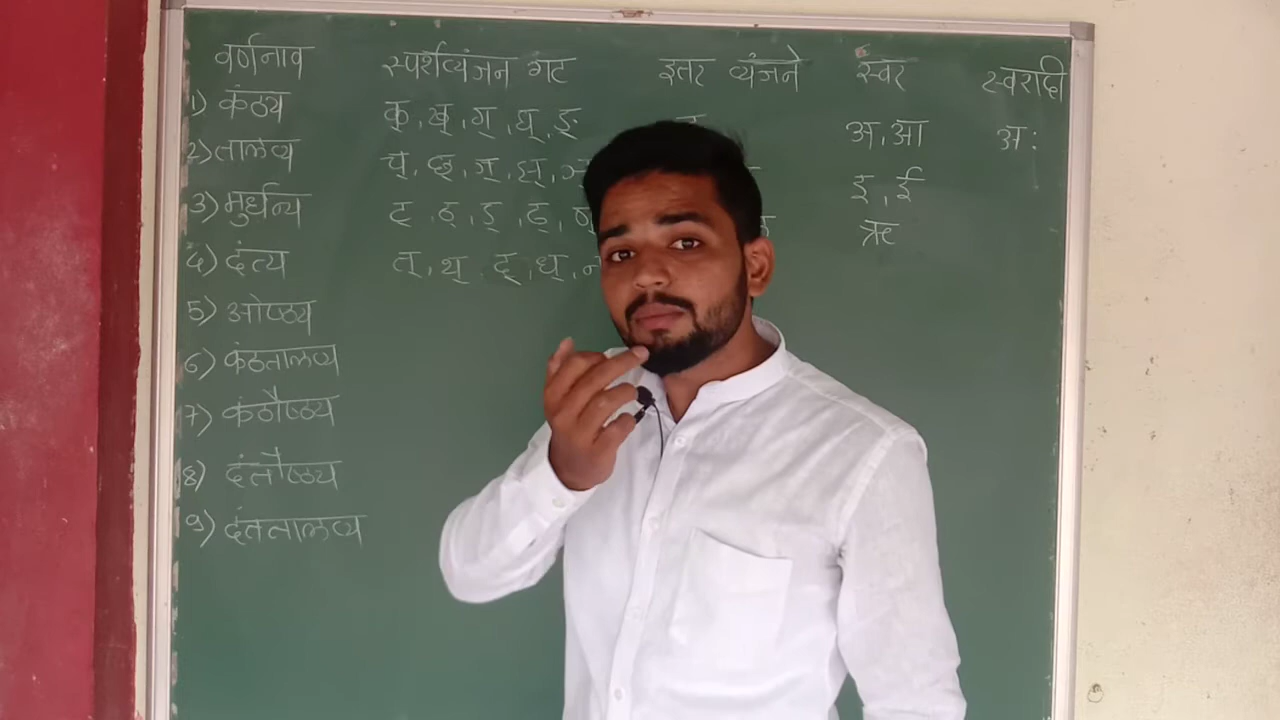 वर्णनाव स्पर्शव्यंजन गट इतर व्यंजने स्वर स्वरादी
1) कंठ्य क्, ख्, ग्, घ्, ङ् अ, आ अः
2) तालव्य च्, छ्, ज्, झ्, इ, ई
3) मुर्धन्य ट्, ठ्, ड्, ढ्, ण् ऋ
4) दंत्य त्, थ्, द्, ध्, न्
5) ओष्ठ्य
6) कंठतालव्य
7) कंठौष्ठ्य
8) दंतौष्ठ्य
9) दंततालव्य